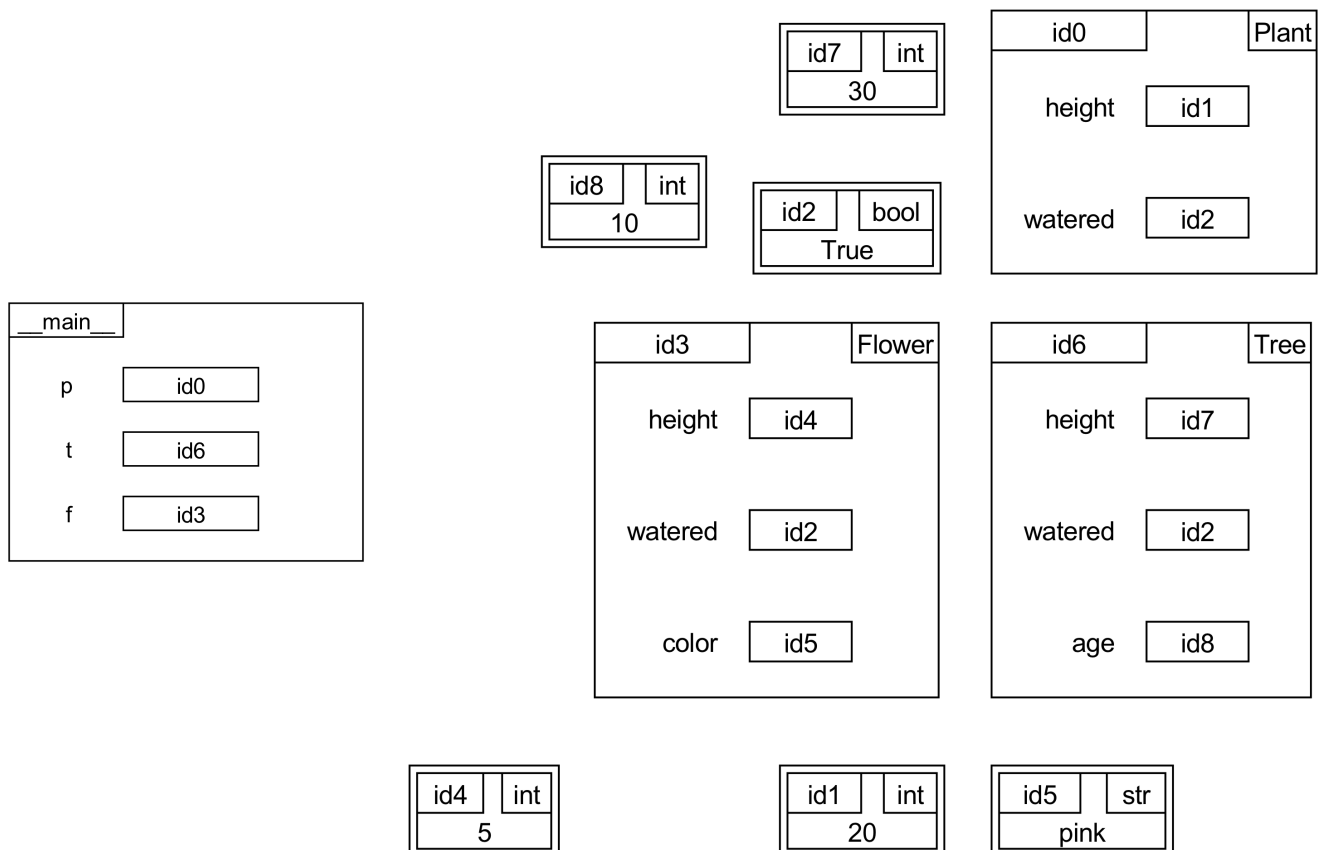 id7 int
30
id0 Plant
height id1
watered id2
id8 int
10
id2 bool
True
__main__
p id0
t id6
f id3
id3 Flower
height id4
watered id2
color id5
id6 Tree
height id7
watered id2
age id8
id4 int
5
id1 int
20
id5 str
pink